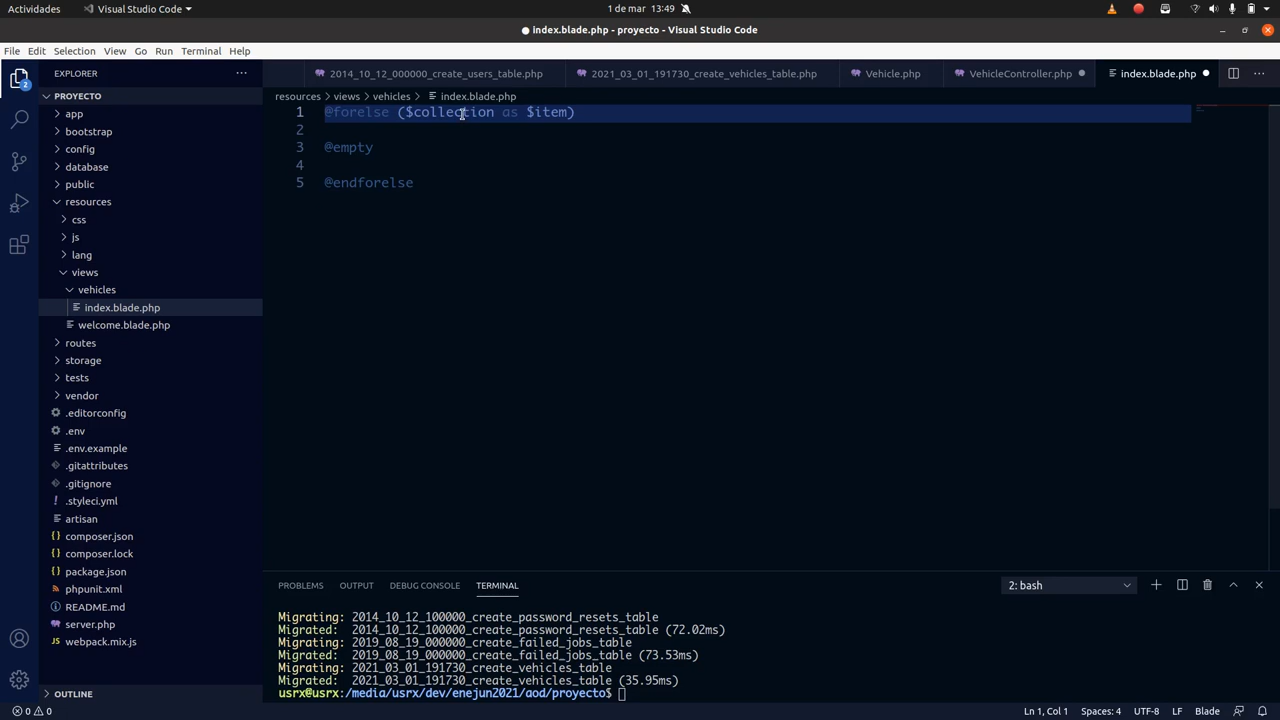 Actividades
Visual Studio Code
1 de mar 13:49
index.blade.php - proyecto - Visual Studio Code
File Edit Selection View Go Run Terminal Help
EXPLORER
2014_10_12_000000_create_users_table.php
2021_03_01_191730_create_vehicles_table.php
Vehicle.php
VehicleController.php
index.blade.php
PROYECTO
app
bootstrap
config
database
public
resources
css
js
lang
views
vehicles
index.blade.php
welcome.blade.php
routes
storage
tests
vendor
.editorconfig
.env
.env.example
.gitattributes
.gitignore
.styleci.yml
artisan
composer.json
composer.lock
package.json
phpunit.xml
README.md
server.php
webpack.mix.js
OUTLINE
resources > views > vehicles > index.blade.php
1 @forelse ($collection as $item)
2
3 @empty
4
5 @endforelse
PROBLEMS OUTPUT DEBUG CONSOLE TERMINAL
2: bash
Migrating: 2014_10_12_100000_create_password_resets_table
Migrated: 2014_10_12_100000_create_password_resets_table (72.02ms)
Migrating: 2019_08_19_000000_create_failed_jobs_table
Migrated: 2019_08_19_000000_create_failed_jobs_table (73.53ms)
Migrating: 2021_03_01_191730_create_vehicles_table
Migrated: 2021_03_01_191730_create_vehicles_table (35.95ms)
usrx@usrx:/media/usrx/dev/enejun2021/aod/proyecto$
2
0 0
Ln 1, Col 1 Spaces: 4 UTF-8 LF Blade